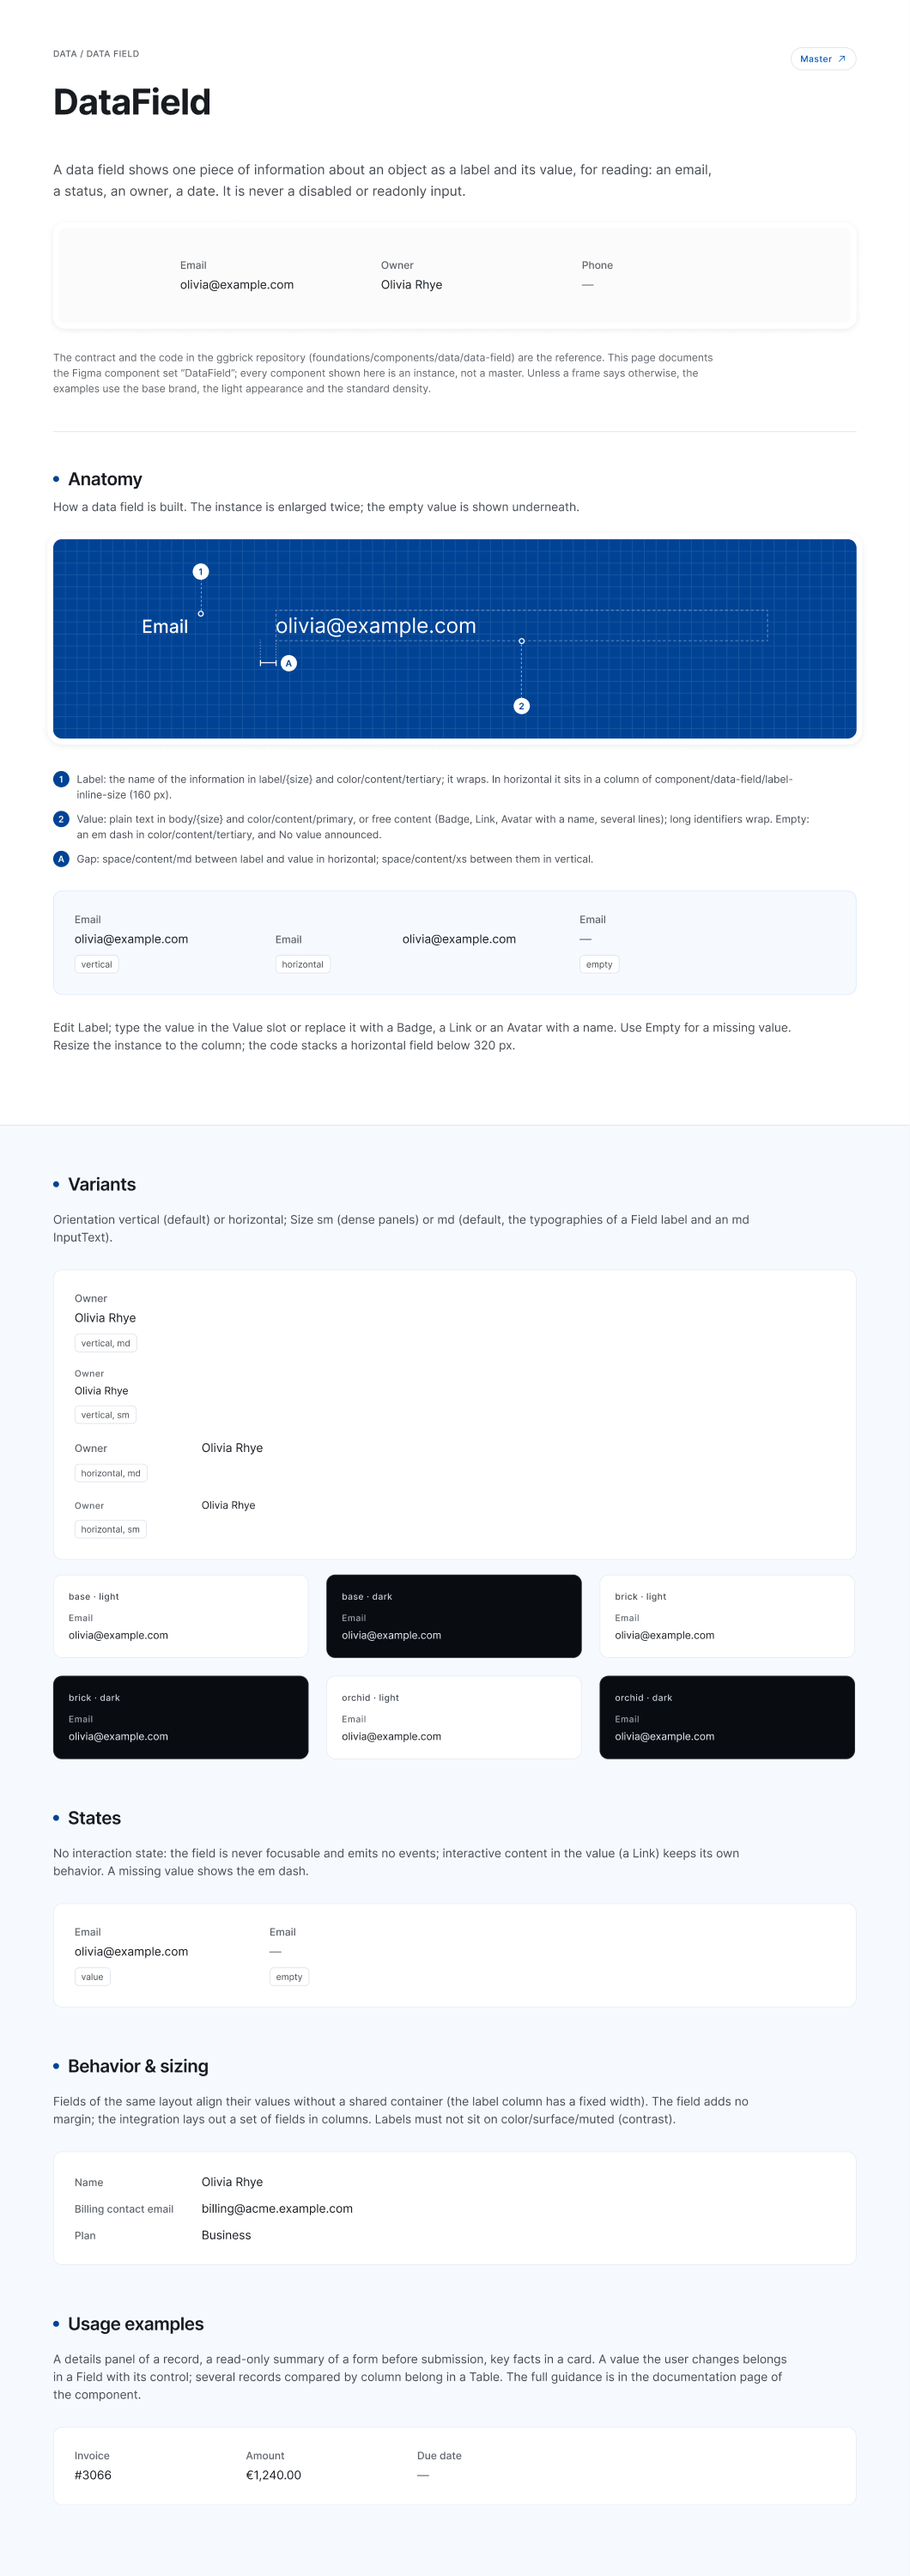 DATA / DATA FIELD
Master ↗
DataField
A data field shows one piece of information about an object as a label and its value, for reading: an email,
a status, an owner, a date. It is never a disabled or readonly input.
Email
olivia@example.com
Owner
Olivia Rhye
Phone
—
The contract and the code in the ggbrick repository (foundations/components/data/data-field) are the reference. This page documents
the Figma component set “DataField”; every component shown here is an instance, not a master. Unless a frame says otherwise, the
examples use the base brand, the light appearance and the standard density.
Anatomy
How a data field is built. The instance is enlarged twice; the empty value is shown underneath.
1
Email
olivia@example.com
A
2
1 Label: the name of the information in label/{size} and color/content/tertiary; it wraps. In horizontal it sits in a column of component/data-field/label-
inline-size (160 px).
2 Value: plain text in body/{size} and color/content/primary, or free content (Badge, Link, Avatar with a name, several lines); long identifiers wrap. Empty:
an em dash in color/content/tertiary, and No value announced.
A Gap: space/content/md between label and value in horizontal; space/content/xs between them in vertical.
Email
olivia@example.com
vertical
Email
olivia@example.com
horizontal
Email
—
empty
Edit Label; type the value in the Value slot or replace it with a Badge, a Link or an Avatar with a name. Use Empty for a missing value.
Resize the instance to the column; the code stacks a horizontal field below 320 px.
Variants
Orientation vertical (default) or horizontal; Size sm (dense panels) or md (default, the typographies of a Field label and an md
InputText).
Owner
Olivia Rhye
vertical, md
Owner
Olivia Rhye
vertical, sm
Owner
Olivia Rhye
horizontal, md
Owner
Olivia Rhye
horizontal, sm
base · light
Email
olivia@example.com
base · dark
Email
olivia@example.com
brick · light
Email
olivia@example.com
brick · dark
Email
olivia@example.com
orchid · light
Email
olivia@example.com
orchid · dark
Email
olivia@example.com
States
No interaction state: the field is never focusable and emits no events; interactive content in the value (a Link) keeps its own
behavior. A missing value shows the em dash.
Email
olivia@example.com
value
Email
—
empty
Behavior & sizing
Fields of the same layout align their values without a shared container (the label column has a fixed width). The field adds no
margin; the integration lays out a set of fields in columns. Labels must not sit on color/surface/muted (contrast).
Name
Olivia Rhye
Billing contact email
billing@acme.example.com
Plan
Business
Usage examples
A details panel of a record, a read-only summary of a form before submission, key facts in a card. A value the user changes belongs
in a Field with its control; several records compared by column belong in a Table. The full guidance is in the documentation page of
the component.
Invoice
#3066
Amount
€1,240.00
Due date
—